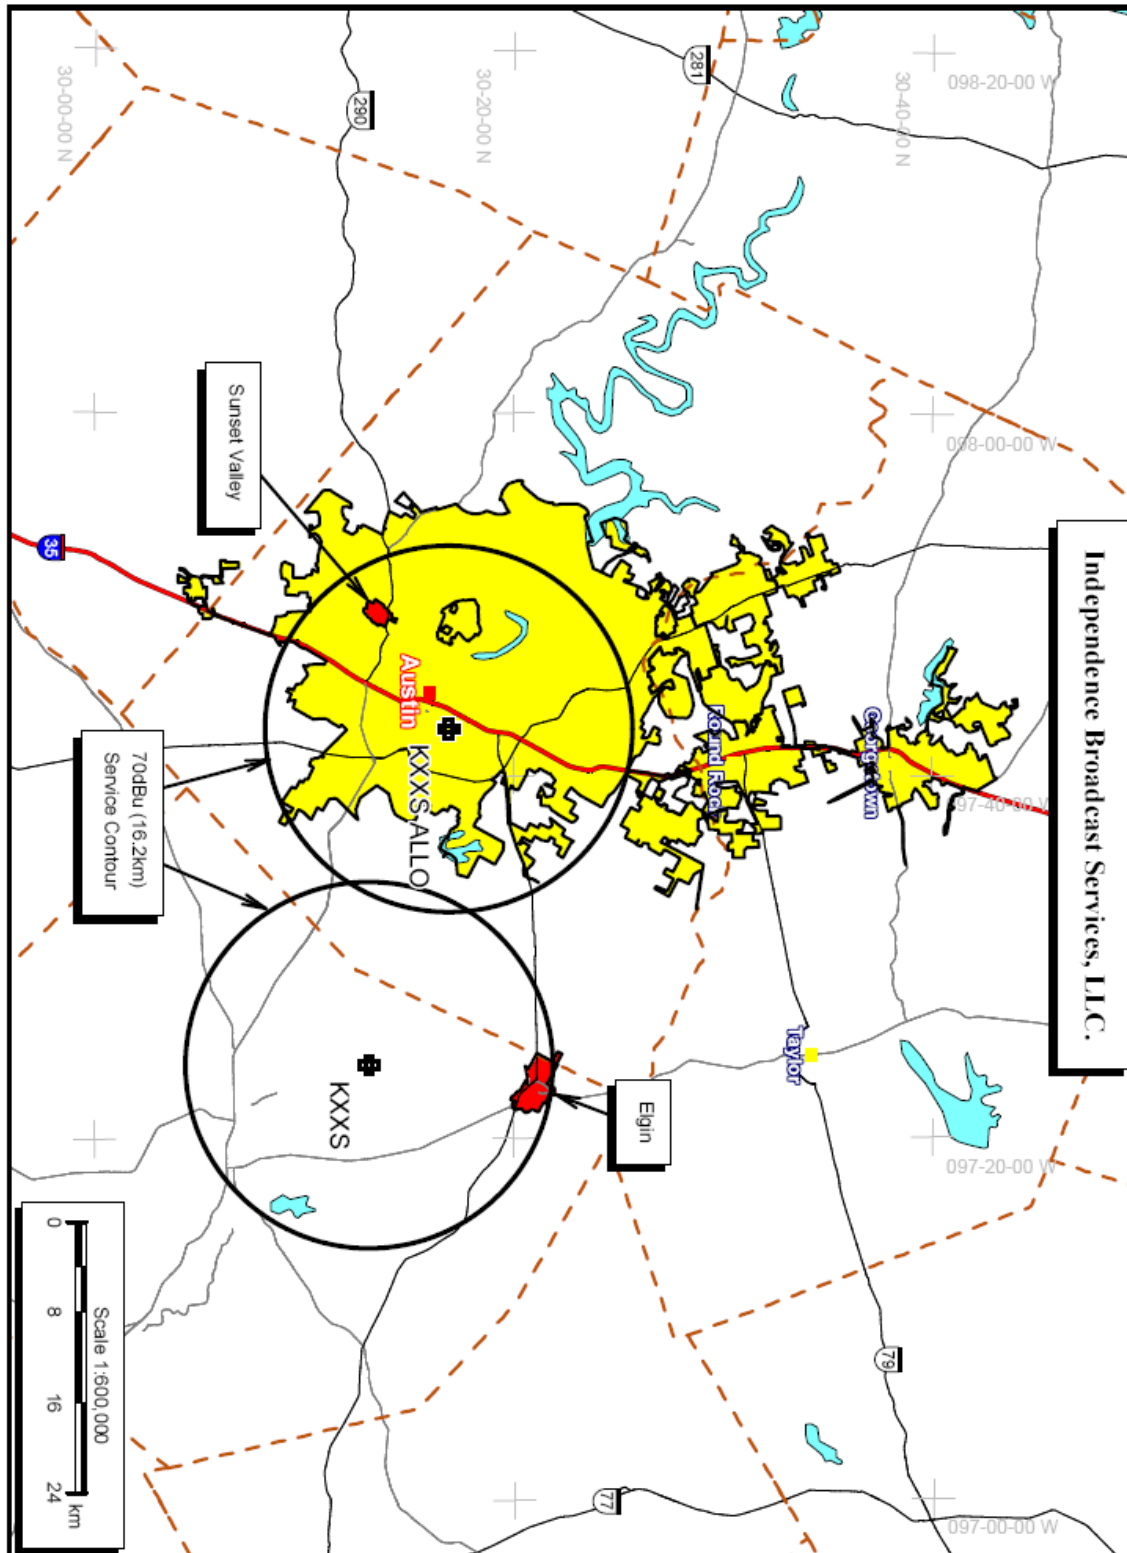 Independence Broadcast Services, LLC.
098-20-00 W
098-00-00 W
097-40-00 W
097-20-00 W
097-00-00 W
30-40-00 N
30-20-00 N
30-00-00 N
281
290
35
79
77
Georgetown
Round Rock
Taylor
Austin
KXXS.ALLO
KXXS
Sunset Valley
Elgin
70dBu (16.2km)
Service Contour
Scale 1:600,000
0 8 16 24
km